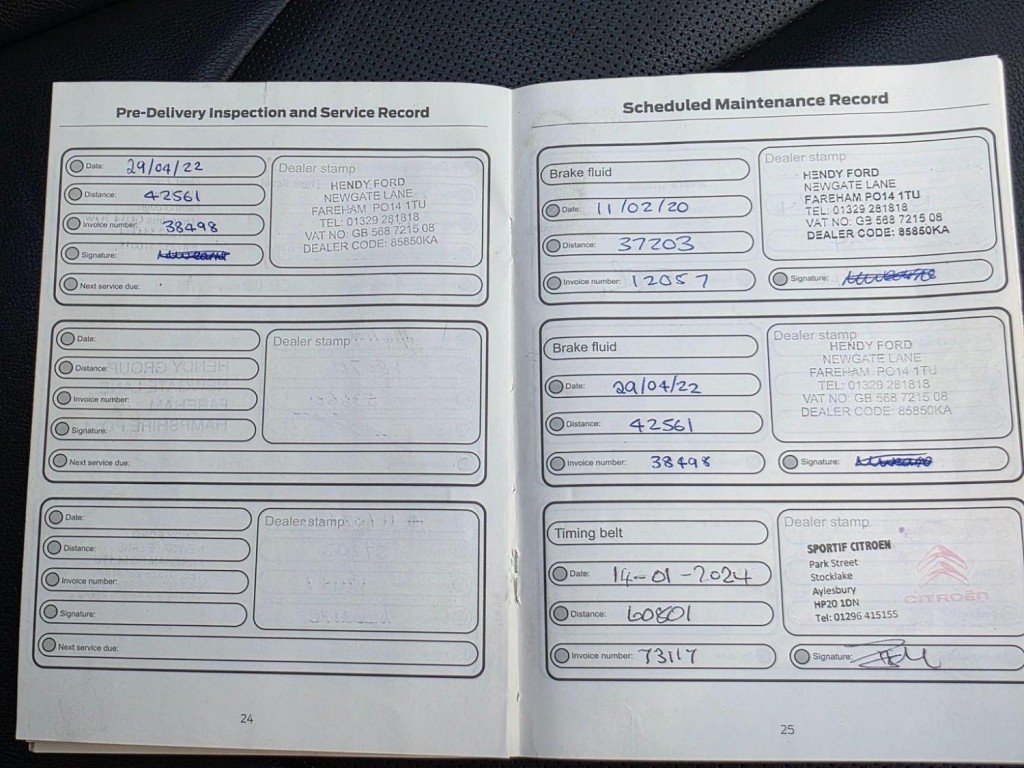 Pre-Delivery Inspection and Service Record
Date: 29/04/22
Distance: 42561
Invoice number: 38498
Signature:
Next service due:
Dealer stamp
HENDY FORD
NEWGATE LANE
FAREHAM PO14 1TU
TEL: 01329 281818
VAT NO: GB 568 7215 08
DEALER CODE: 85850KA
Date:
Distance:
Invoice number:
Signature:
Next service due:
Dealer stamp
Date:
Distance:
Invoice number:
Signature:
Next service due:
Dealer stamp
24
Scheduled Maintenance Record
Brake fluid
Date: 11/02/20
Distance: 37203
Invoice number: 12057
Dealer stamp
HENDY FORD
NEWGATE LANE
FAREHAM PO14 1TU
TEL: 01329 281818
VAT NO: GB 568 7215 08
DEALER CODE: 85850KA
Signature:
Brake fluid
Date: 29/04/22
Distance: 42561
Invoice number: 38498
Dealer stamp
HENDY FORD
NEWGATE LANE
FAREHAM PO14 1TU
TEL: 01329 281818
VAT NO: GB 568 7215 08
DEALER CODE: 85850KA
Signature:
Timing belt
Date: 14-01-2024
Distance: 60801
Invoice number: 73117
Dealer stamp
SPORTIF CITROEN
Park Street
Stocklake
Aylesbury
HP20 1DN
Tel: 01296 415155
CITROËN
Signature:
25